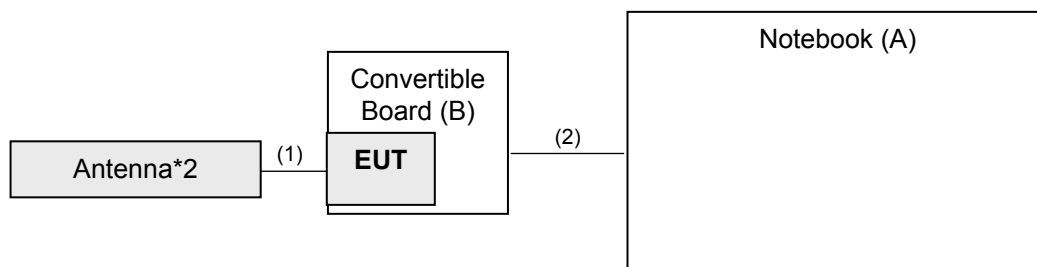 Notebook (A)
Convertible
Board (B)
(2)
(1)
EUT
Antenna*2